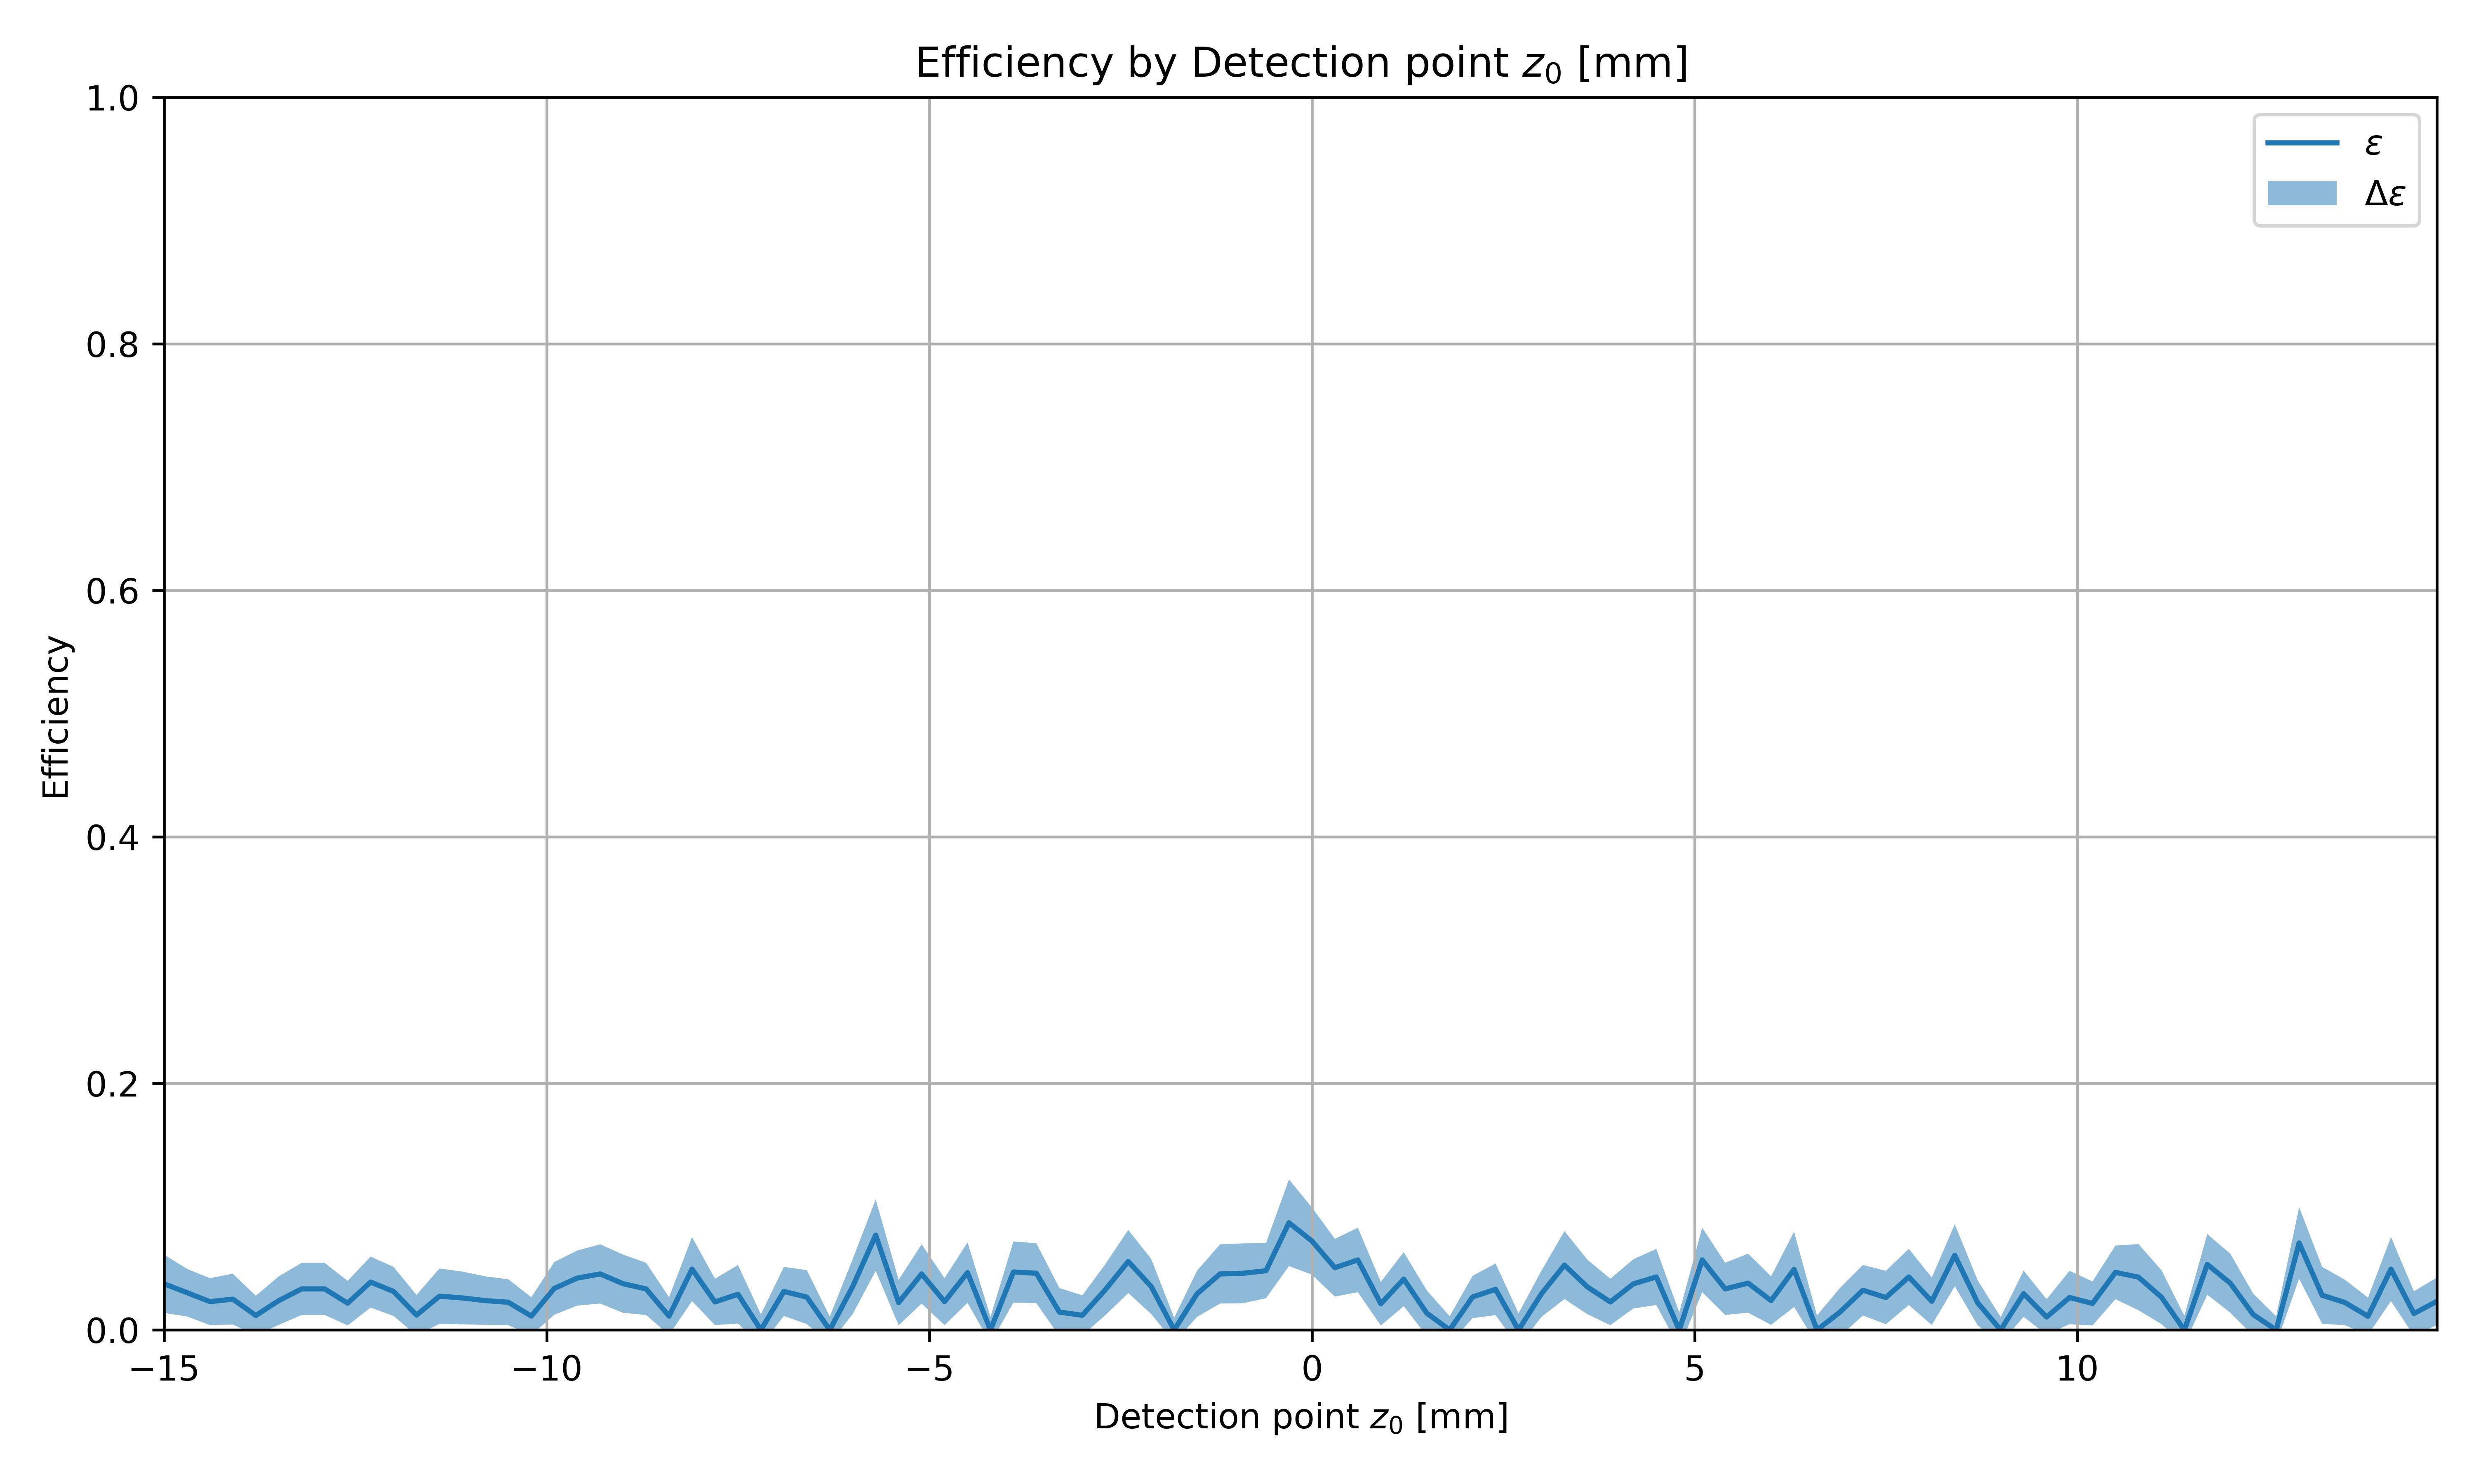 Efficiency by Detection point z₀ [mm]
1.0
0.8
0.6
0.4
0.2
0.0
Efficiency
ε
Δε
−15 −10 −5 0 5 10
Detection point z₀ [mm]